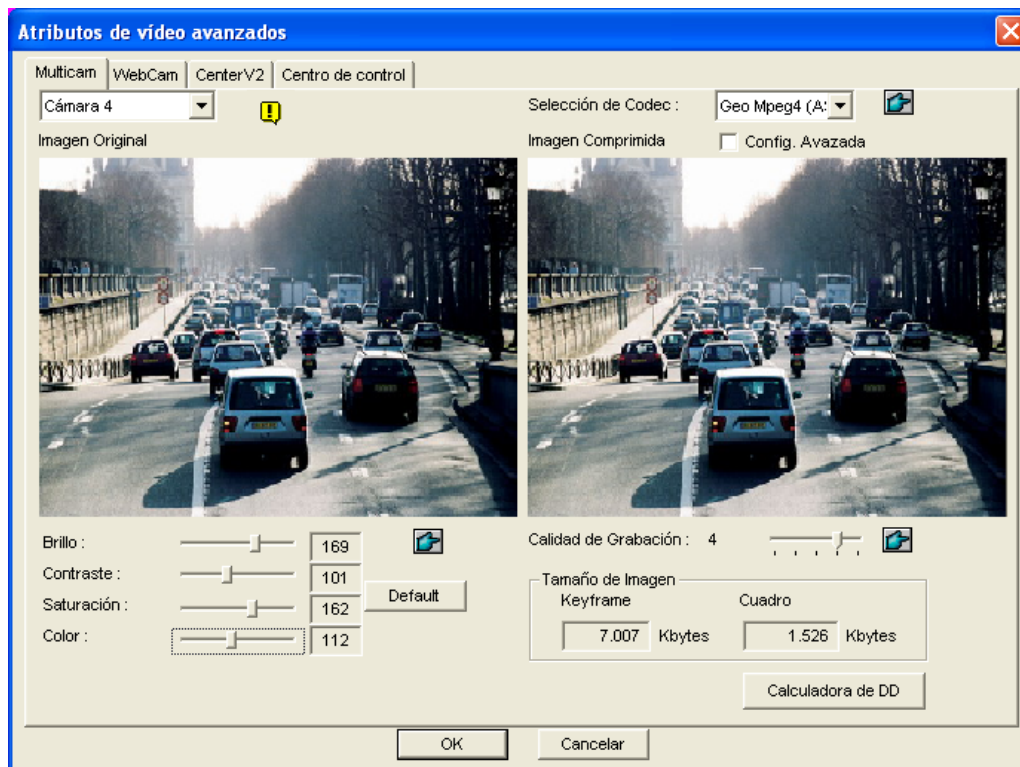 Atributos de vídeo avanzados
Multicam WebCam CenterV2 Centro de control
Cámara 4
Selección de Codec : Geo Mpeg4 (A:
Imagen Original
Imagen Comprimida Config. Avazada
Brillo : 169
Contraste : 101
Saturación : 162
Color : 112
Default
Calidad de Grabación : 4
Tamaño de Imagen
Keyframe Cuadro
7.007 Kbytes 1.526 Kbytes
Calculadora de DD
OK Cancelar